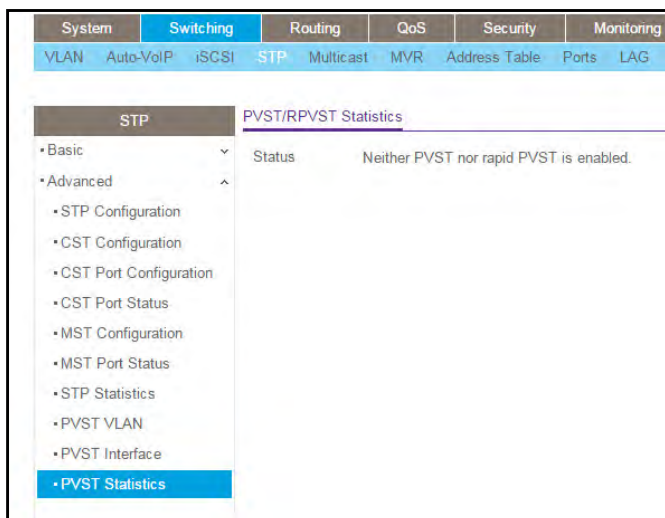 System Switching Routing QoS Security Monitoring
VLAN Auto-VoIP iSCSI STP Multicast MVR Address Table Ports LAG
STP
PVST/RPVST Statistics
Basic
Status Neither PVST nor rapid PVST is enabled.
Advanced
STP Configuration
CST Configuration
CST Port Configuration
CST Port Status
MST Configuration
MST Port Status
STP Statistics
PVST VLAN
PVST Interface
PVST Statistics